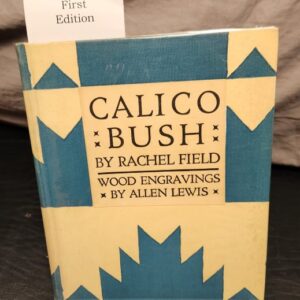 First
Edition
CALICO
BUSH
BY RACHEL FIELD
WOOD ENGRAVINGS
BY ALLEN LEWIS